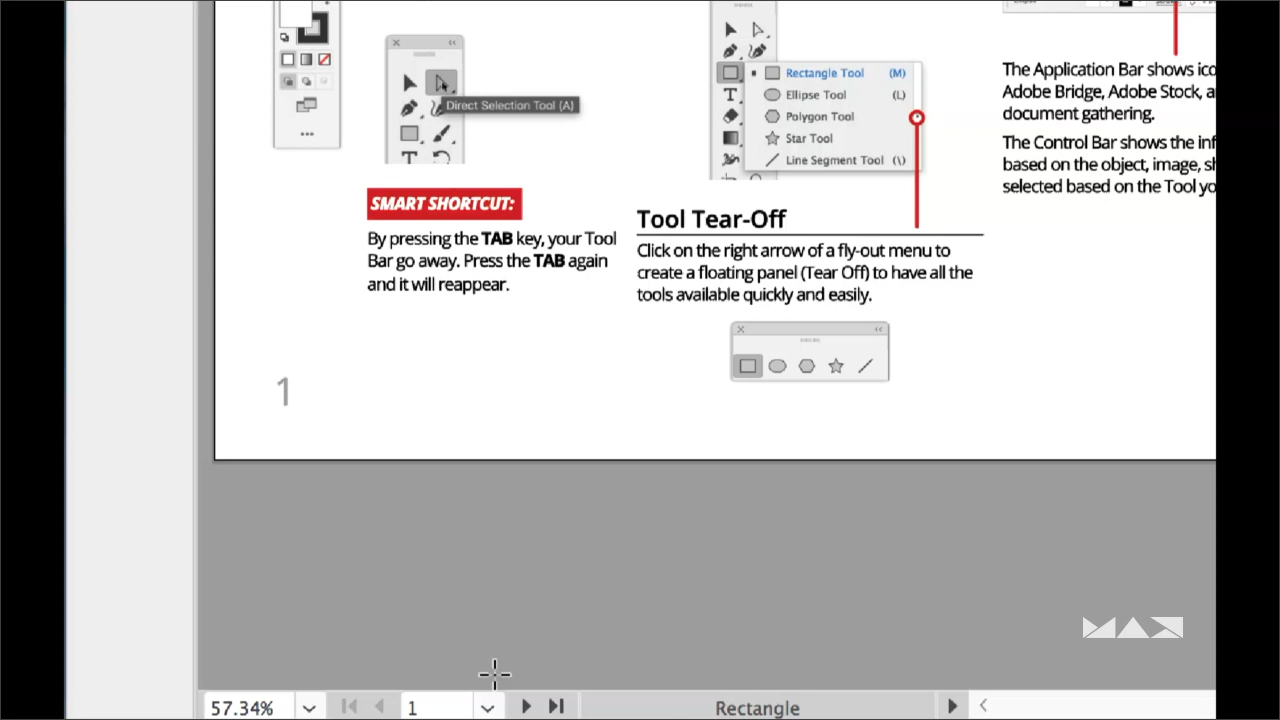 Direct Selection Tool (A)
SMART SHORTCUT:
By pressing the TAB key, your Tool
Bar go away. Press the TAB again
and it will reappear.
Rectangle Tool (M)
Ellipse Tool (L)
Polygon Tool
Star Tool
Line Segment Tool (\)
Tool Tear-Off
Click on the right arrow of a fly-out menu to
create a floating panel (Tear Off) to have all the
tools available quickly and easily.
The Application Bar shows ico
Adobe Bridge, Adobe Stock, a
document gathering.
The Control Bar shows the inf
based on the object, image, sh
selected based on the Tool yo
1
MAX
57.34% 1 Rectangle